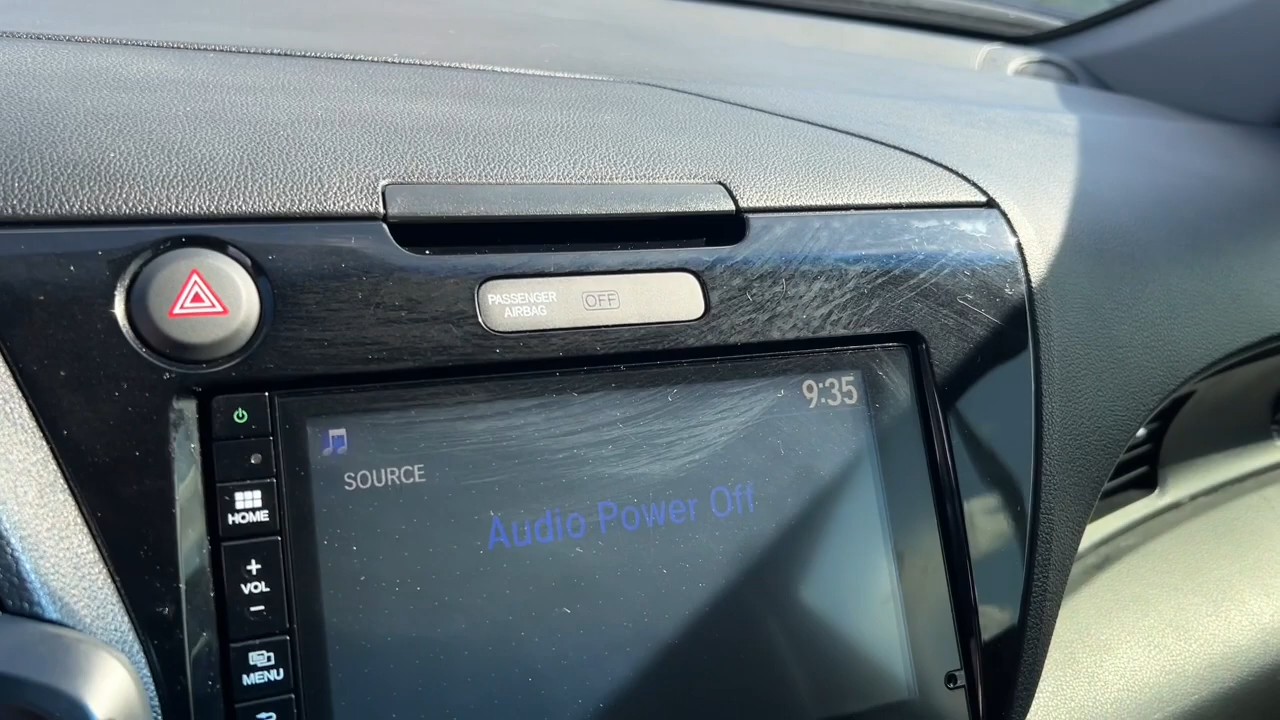 PASSENGER
AIRBAG
OFF
9:35
SOURCE
Audio Power Off
HOME
+
VOL
-
MENU